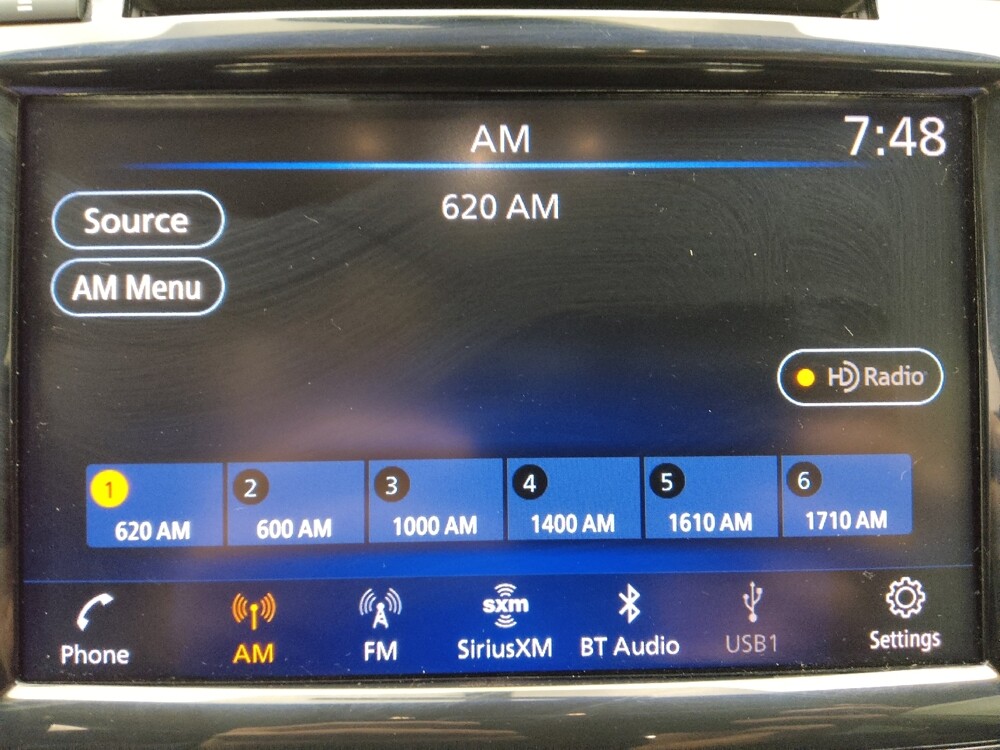 AM
7:48
620 AM
Source
AM Menu
HD Radio
1
2
3
4
5
6
620 AM
600 AM
1000 AM
1400 AM
1610 AM
1710 AM
sxm
Phone
AM
FM
SiriusXM
BT Audio
USB1
Settings